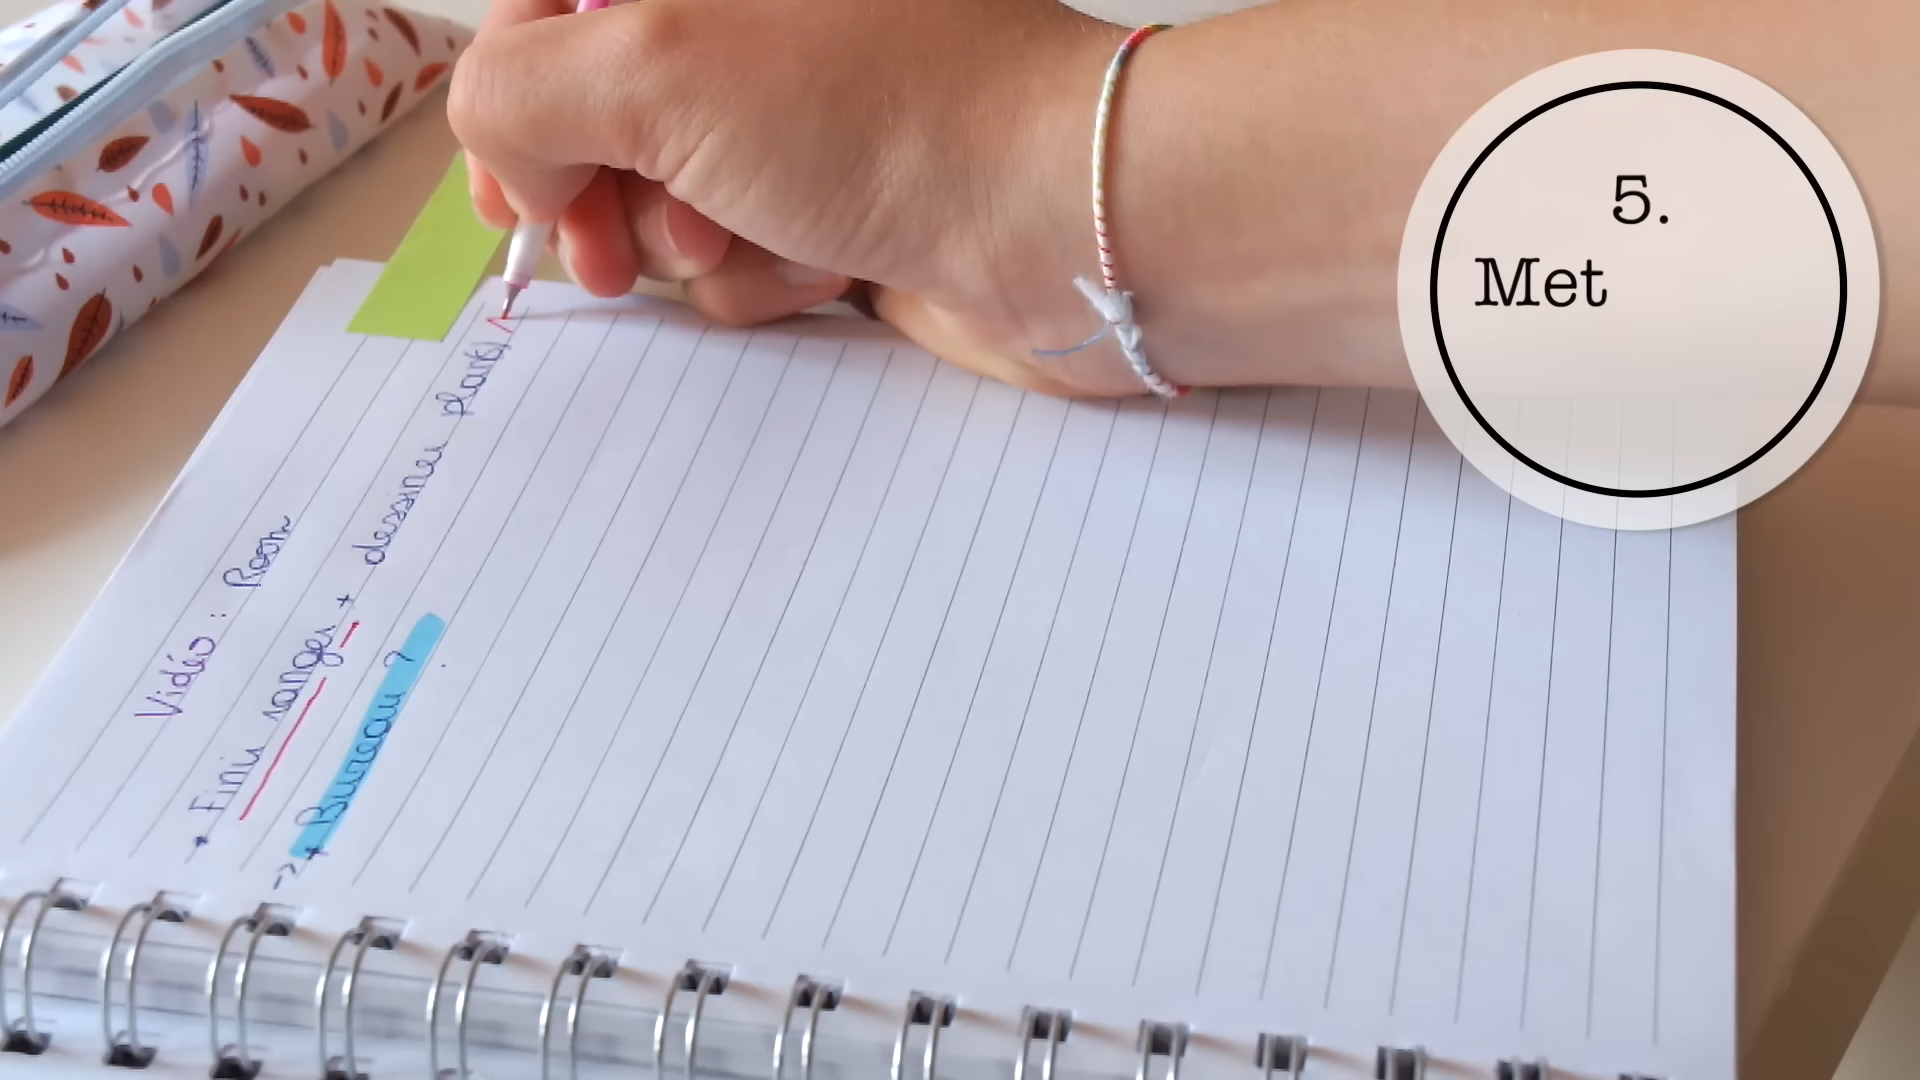 Vidéo : Room
+ Finir ranger + dessiner plan(s)
-> + Bureau ?
5.
Met